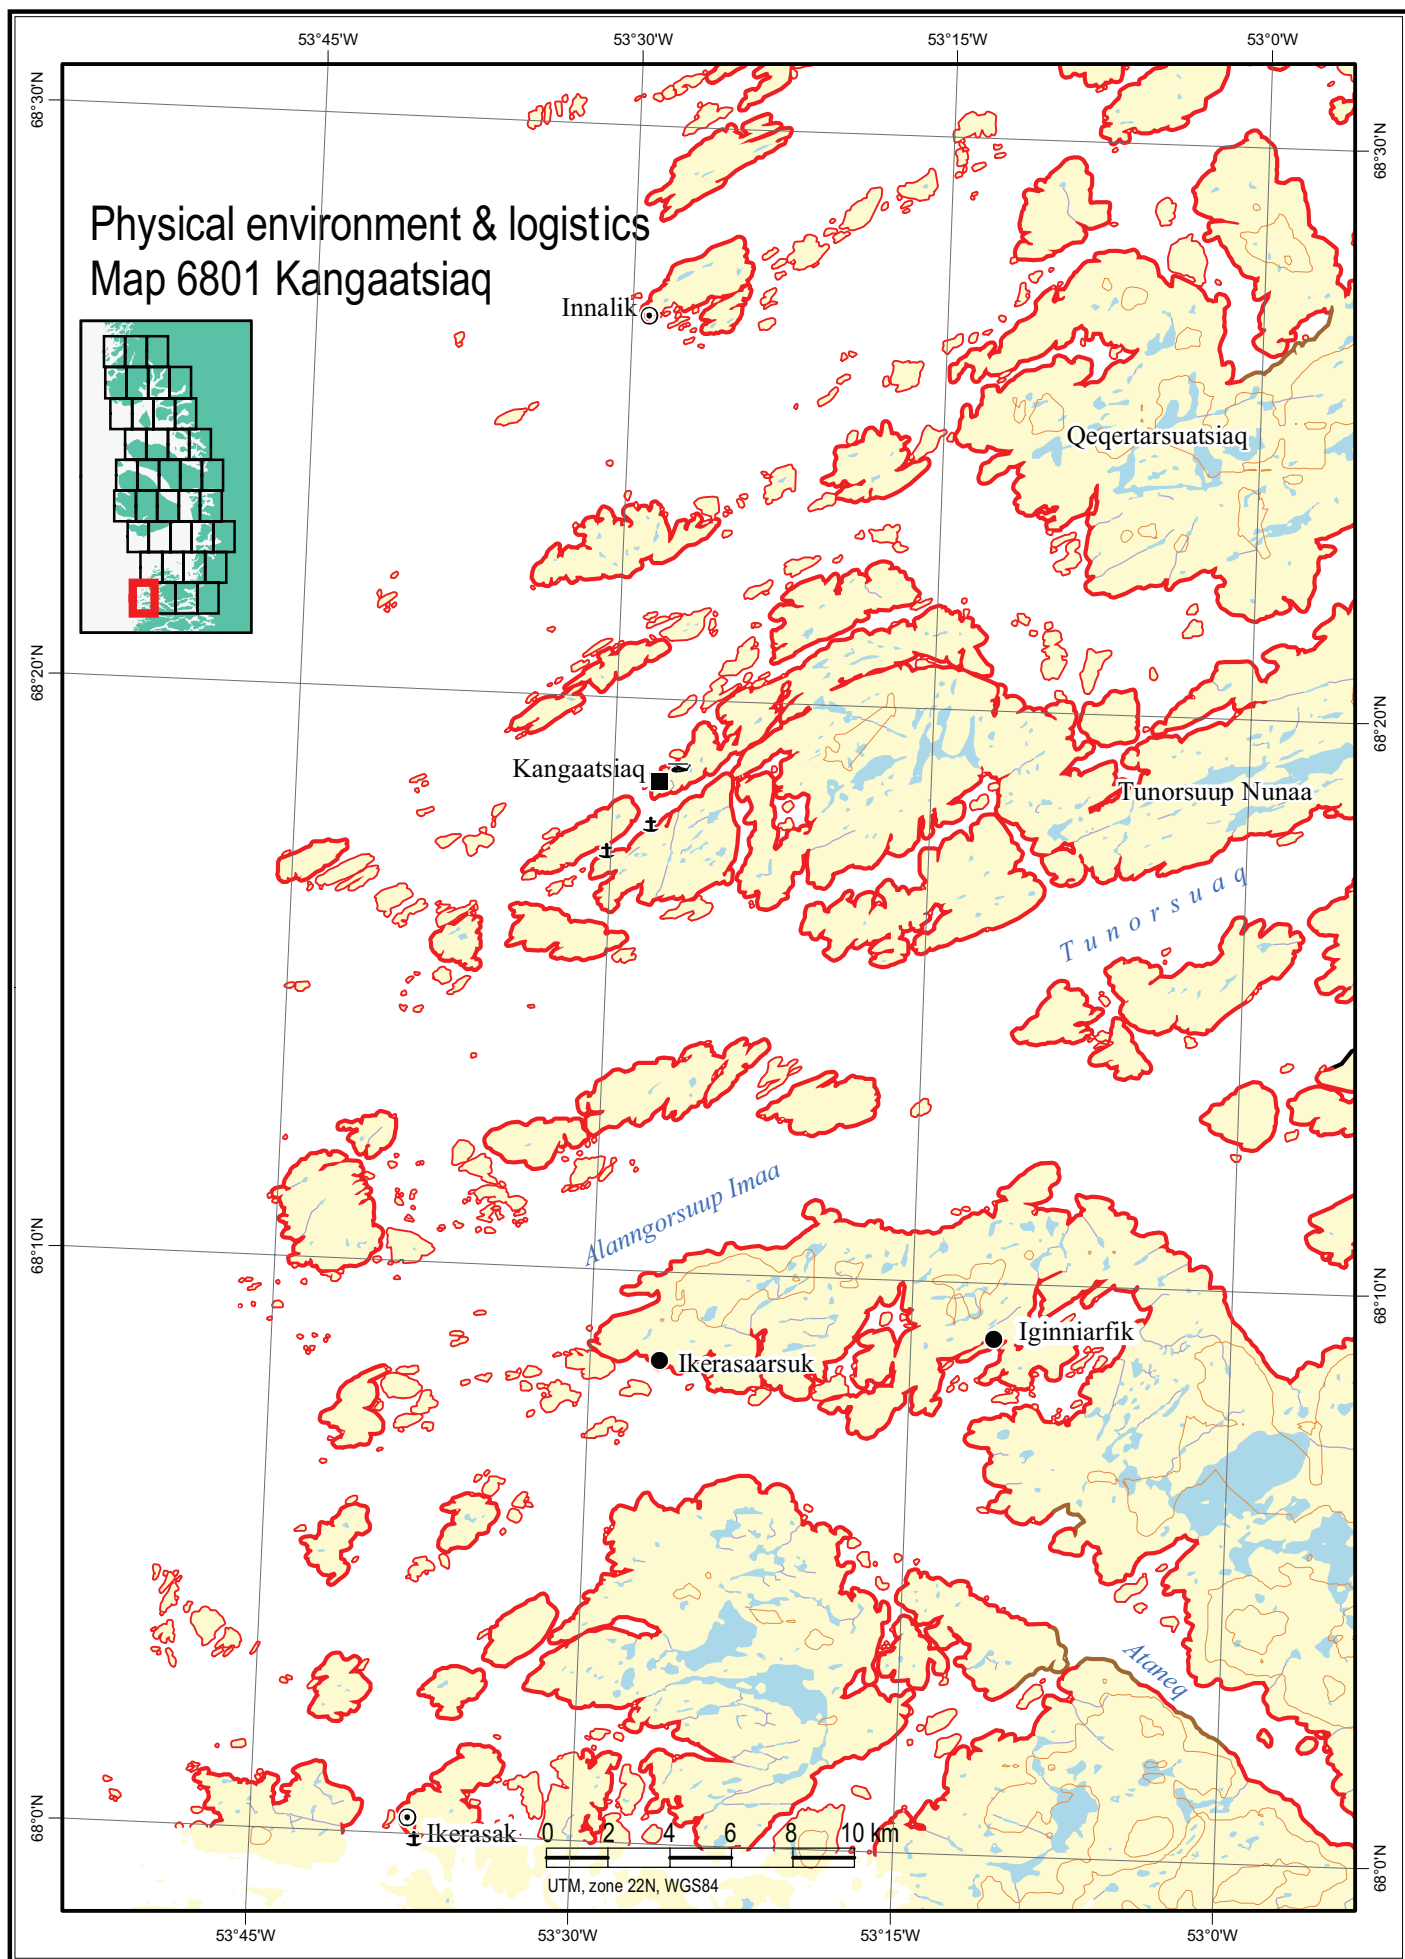 53°45'W 53°30'W 53°15'W 53°0'W
68°30'N
68°30'N
Physical environment & logistics
Map 6801 Kangaatsiaq
Innalik
Qeqertarsuatsiaq
68°20'N
68°20'N
Kangaatsiaq
Tunorsuup Nunaa
Tunorsuaq
Alanngorsuup Imaa
68°10'N
68°10'N
Iginniarfik
Ikerasaarsuk
Ataneq
68°0'N
68°0'N
Ikerasak
0 2 4 6 8 10 km
UTM, zone 22N, WGS84
53°45'W 53°30'W 53°15'W 53°0'W